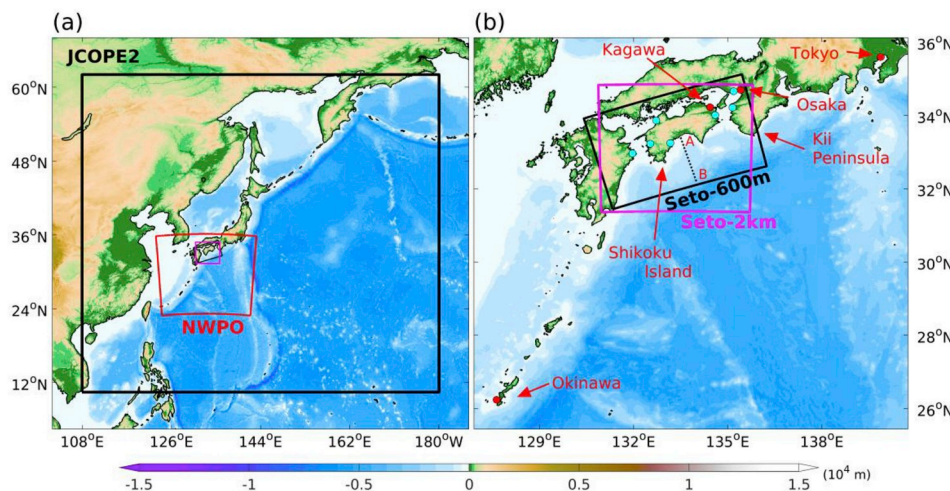 (a)
JCOPE2
NWPO
60°N
48°N
36°N
24°N
12°N
108°E
126°E
144°E
162°E
180°W
(b)
Kagawa
Tokyo
Osaka
Kii
Peninsula
A
B
Seto-600m
Seto-2km
Shikoku
Island
Okinawa
36°N
34°N
32°N
30°N
28°N
26°N
129°E
132°E
135°E
138°E
-1.5
-1
-0.5
0
0.5
1
1.5
(10⁴ m)